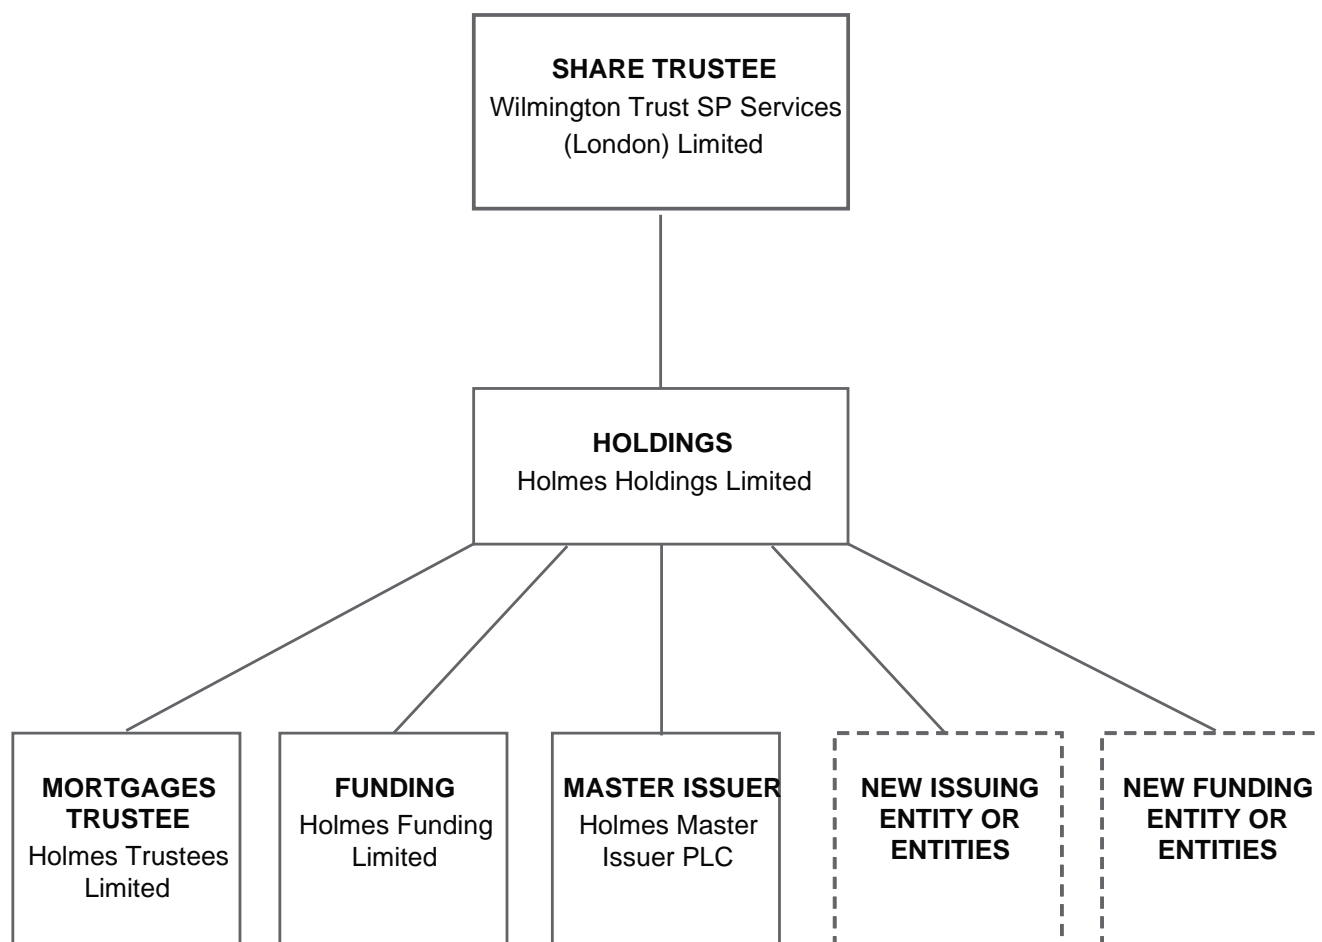 SHARE TRUSTEE
Wilmington Trust SP Services
(London) Limited
HOLDINGS
Holmes Holdings Limited
MORTGAGES
TRUSTEE
Holmes Trustees
Limited
FUNDING
Holmes Funding
Limited
MASTER ISSUER
Holmes Master
Issuer PLC
NEW ISSUING
ENTITY OR
ENTITIES
NEW FUNDING
ENTITY OR
ENTITIES